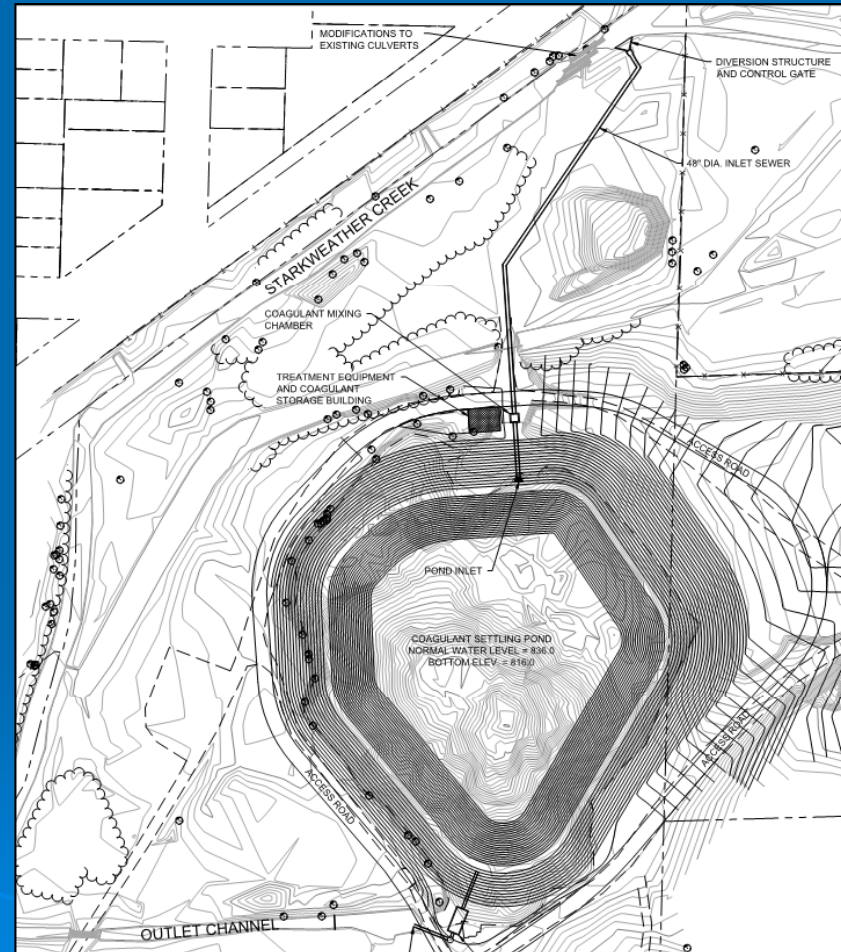 MODIFICATIONS TO
EXISTING CULVERTS
DIVERSION STRUCTURE
AND CONTROL GATE
48" DIA. INLET SEWER
STARKWEATHER CREEK
COAGULANT MIXING
CHAMBER
TREATMENT EQUIPMENT
AND COAGULANT
STORAGE BUILDING
ACCESS ROAD
POND INLET
COAGULANT SETTLING POND
NORMAL WATER LEVEL = 836.0
BOTTOM ELEV. = 816.0
ACCESS ROAD
ACCESS ROAD
OUTLET CHANNEL